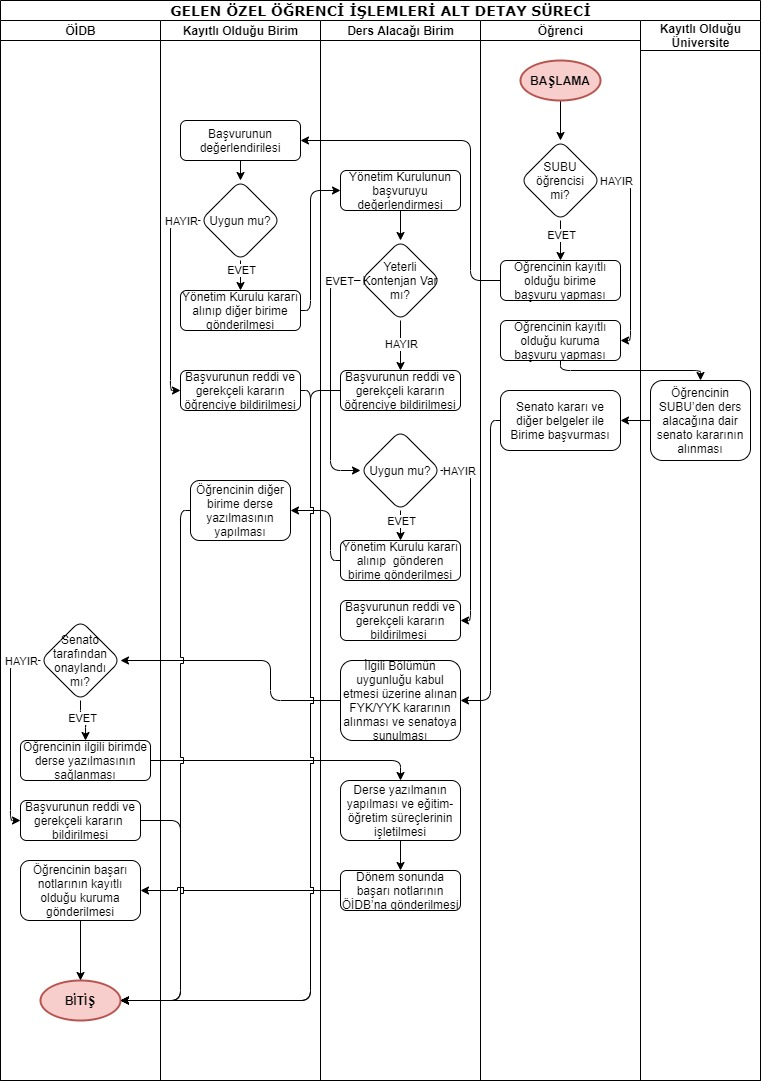 GELEN ÖZEL ÖĞRENCİ İŞLEMLERİ ALT DETAY SÜRECİ
ÖİDB
Kayıtlı Olduğu Birim
Ders Alacağı Birim
Öğrenci
Kayıtlı Olduğu
Üniversite
BAŞLAMA
Başvurunun
değerlendirilesi
SUBU
öğrencisi
mi?
HAYIR
EVET
Yönetim Kurulunun
başvuruyu
değerlendirmesi
HAYIR
Uygun mu?
EVET
Yönetim Kurulu kararı
alınıp diğer birime
gönderilmesi
EVET
Yeterli
Kontenjan Var
mı?
HAYIR
Öğrencinin kayıtlı
olduğu birime
başvuru yapması
Öğrencinin kayıtlı
olduğu kuruma
başvuru yapması
Başvurunun reddi ve
gerekçeli kararın
öğrenciye bildirilmesi
Başvurunun reddi ve
gerekçeli kararın
öğrenciye bildirilmesi
Senato kararı ve
diğer belgeler ile
Birime başvurması
Öğrencinin
SUBU'den ders
alacağına dair
senato kararının
alınması
Uygun mu?
HAYIR
EVET
Öğrencinin diğer
birime derse
yazılmasının
yapılması
Yönetim Kurulu kararı
alınıp gönderen
birime gönderilmesi
Başvurunun reddi ve
gerekçeli kararın
bildirilmesi
Senato
tarafından
onaylandı
mı?
HAYIR
EVET
İlgili Bölümün
uygunluğu kabul
etmesi üzerine alınan
FYK/YYK kararının
alınması ve senatoya
sunulması
Öğrencinin ilgili birimde
derse yazılmasının
sağlanması
Derse yazılmanın
yapılması ve eğitim-
öğretim süreçlerinin
işletilmesi
Başvurunun reddi ve
gerekçeli kararın
bildirilmesi
Öğrencinin başarı
notlarının kayıtlı
olduğu kuruma
gönderilmesi
Dönem sonunda
başarı notlarının
ÖİDB'na gönderilmesi
BİTİŞ